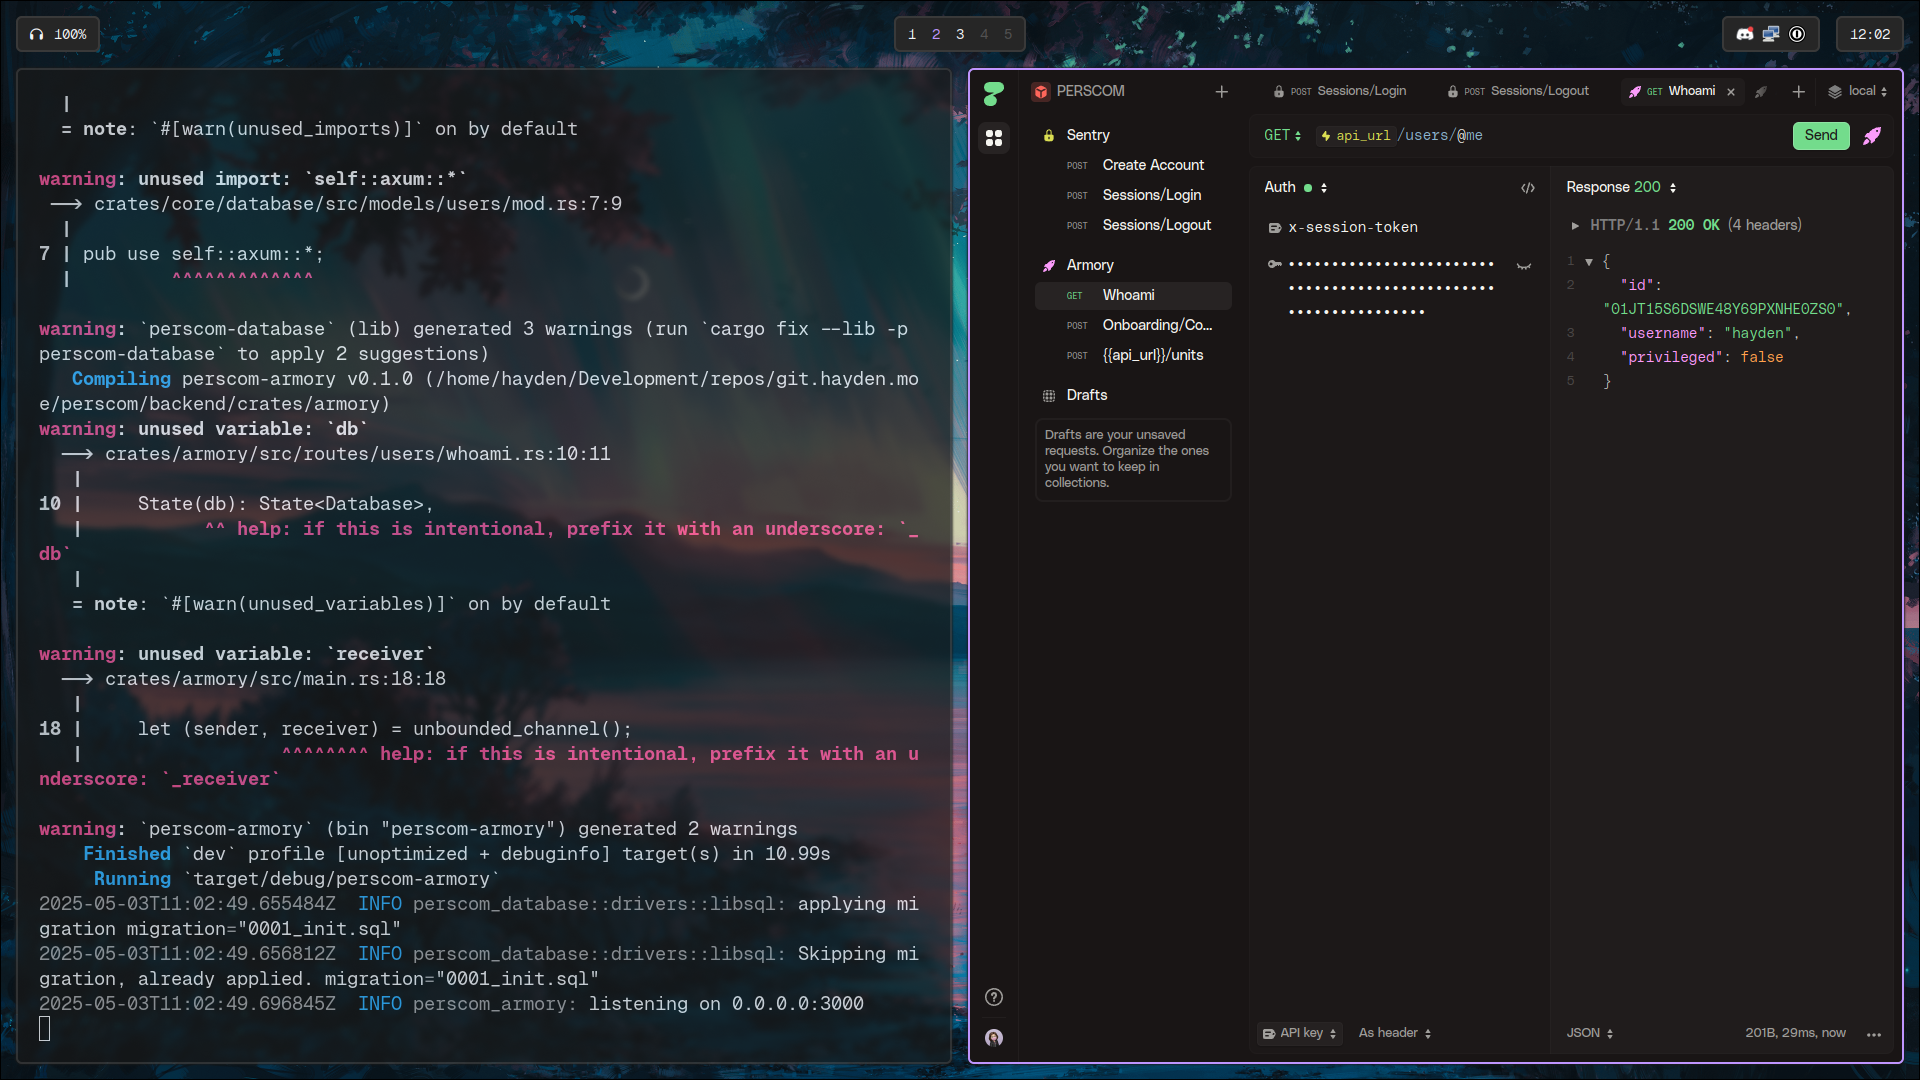 100%
1 2 3 4 5
12:02
|
= note: `#[warn(unused_imports)]` on by default
warning: unused import: `self::axum::*`
--> crates/core/database/src/models/users/mod.rs:7:9
|
7 | pub use self::axum::*;
|         ^^^^^^^^^^^^^
warning: `perscom-database` (lib) generated 3 warnings (run `cargo fix --lib -p
perscom-database` to apply 2 suggestions)
Compiling perscom-armory v0.1.0 (/home/hayden/Development/repos/git.hayden.mo
e/perscom/backend/crates/armory)
warning: unused variable: `db`
--> crates/armory/src/routes/users/whoami.rs:10:11
|
10 |     State(db): State<Database>,
|           ^^ help: if this is intentional, prefix it with an underscore: `_
db`
|
= note: `#[warn(unused_variables)]` on by default
warning: unused variable: `receiver`
--> crates/armory/src/main.rs:18:18
|
18 |     let (sender, receiver) = unbounded_channel();
|                  ^^^^^^^^ help: if this is intentional, prefix it with an u
nderscore: `_receiver`
warning: `perscom-armory` (bin "perscom-armory") generated 2 warnings
Finished `dev` profile [unoptimized + debuginfo] target(s) in 10.99s
Running `target/debug/perscom-armory`
2025-05-03T11:02:49.655484Z  INFO perscom_database::drivers::libsql: applying mi
gration migration="0001_init.sql"
2025-05-03T11:02:49.656812Z  INFO perscom_database::drivers::libsql: Skipping mi
gration, already applied. migration="0001_init.sql"
2025-05-03T11:02:49.696845Z  INFO perscom_armory: listening on 0.0.0.0:3000
PERSCOM
Sentry
POST Create Account
POST Sessions/Login
POST Sessions/Logout
Armory
GET Whoami
POST Onboarding/Co...
POST {{api_url}}/units
Drafts
Drafts are your unsaved
requests. Organize the ones
you want to keep in
collections.
POST Sessions/Login
POST Sessions/Logout
GET Whoami
local
GET api_url/users/@me
Send
Auth
x-session-token
••••••••••••••••••••••••
••••••••••••••••••••••••
••••••••••••••••
API key
As header
Response 200
HTTP/1.1 200 OK (4 headers)
1 {
2 "id":
"01JT15S6DSWE48Y69PXNHE0ZS0",
3 "username": "hayden",
4 "privileged": false
5 }
JSON
201B, 29ms, now